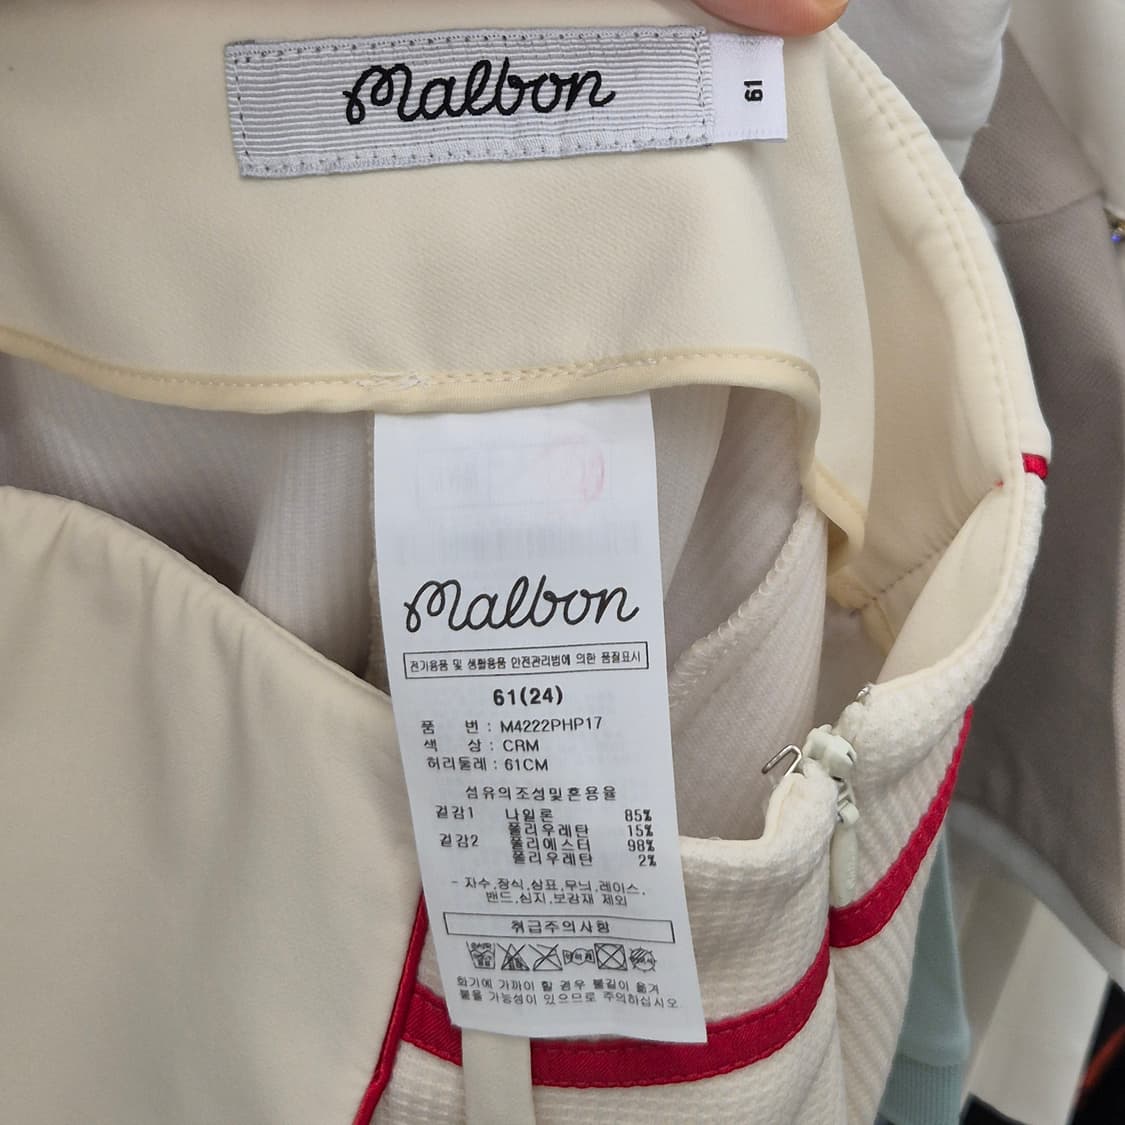 Malbon
61
Malbon
전기용품 및 생활용품 안전관리법에 의한 품질표시
61(24)
품 번 : M4222PHP17
색 상 : CRM
허리둘레 : 61CM
섬유의조성및혼용율
겉감1 나일론 85%
폴리우레탄 15%
겉감2 폴리에스터 98%
폴리우레탄 2%
- 자수,장식,상표,무늬,레이스,
밴드,심지,보강재 제외
취급주의사항
화기에 가까이 할 경우 불길이 옮겨
붙을 가능성이 있으므로 주의하십시오